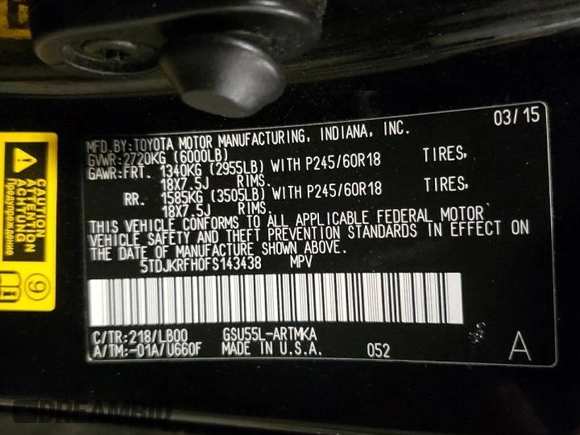 MFD.BY:TOYOTA MOTOR MANUFACTURING, INDIANA, INC. 03/15
GVWR:2720KG (6000LB)
GAWR:FRT. 1340KG (2955LB) WITH P245/60R18 TIRES,
18X7.5J RIMS.
RR. 1585KG (3505LB) WITH P245/60R18 TIRES,
18X7.5J RIMS.
THIS VEHICLE CONFORMS TO ALL APPLICABLE FEDERAL MOTOR
VEHICLE SAFETY AND THEFT PREVENTION STANDARDS IN EFFECT ON
THE DATE OF MANUFACTURE SHOWN ABOVE.
5TDJKRFH0FS143438 MPV
C/TR:218/LB00 GSU55L-ARTMKA
A/TM:-01A/U660F MADE IN U.S.A. 052 A
CAUTION
ATTENTION
ACHTUNG
Предупреждение
9
DREAMBID